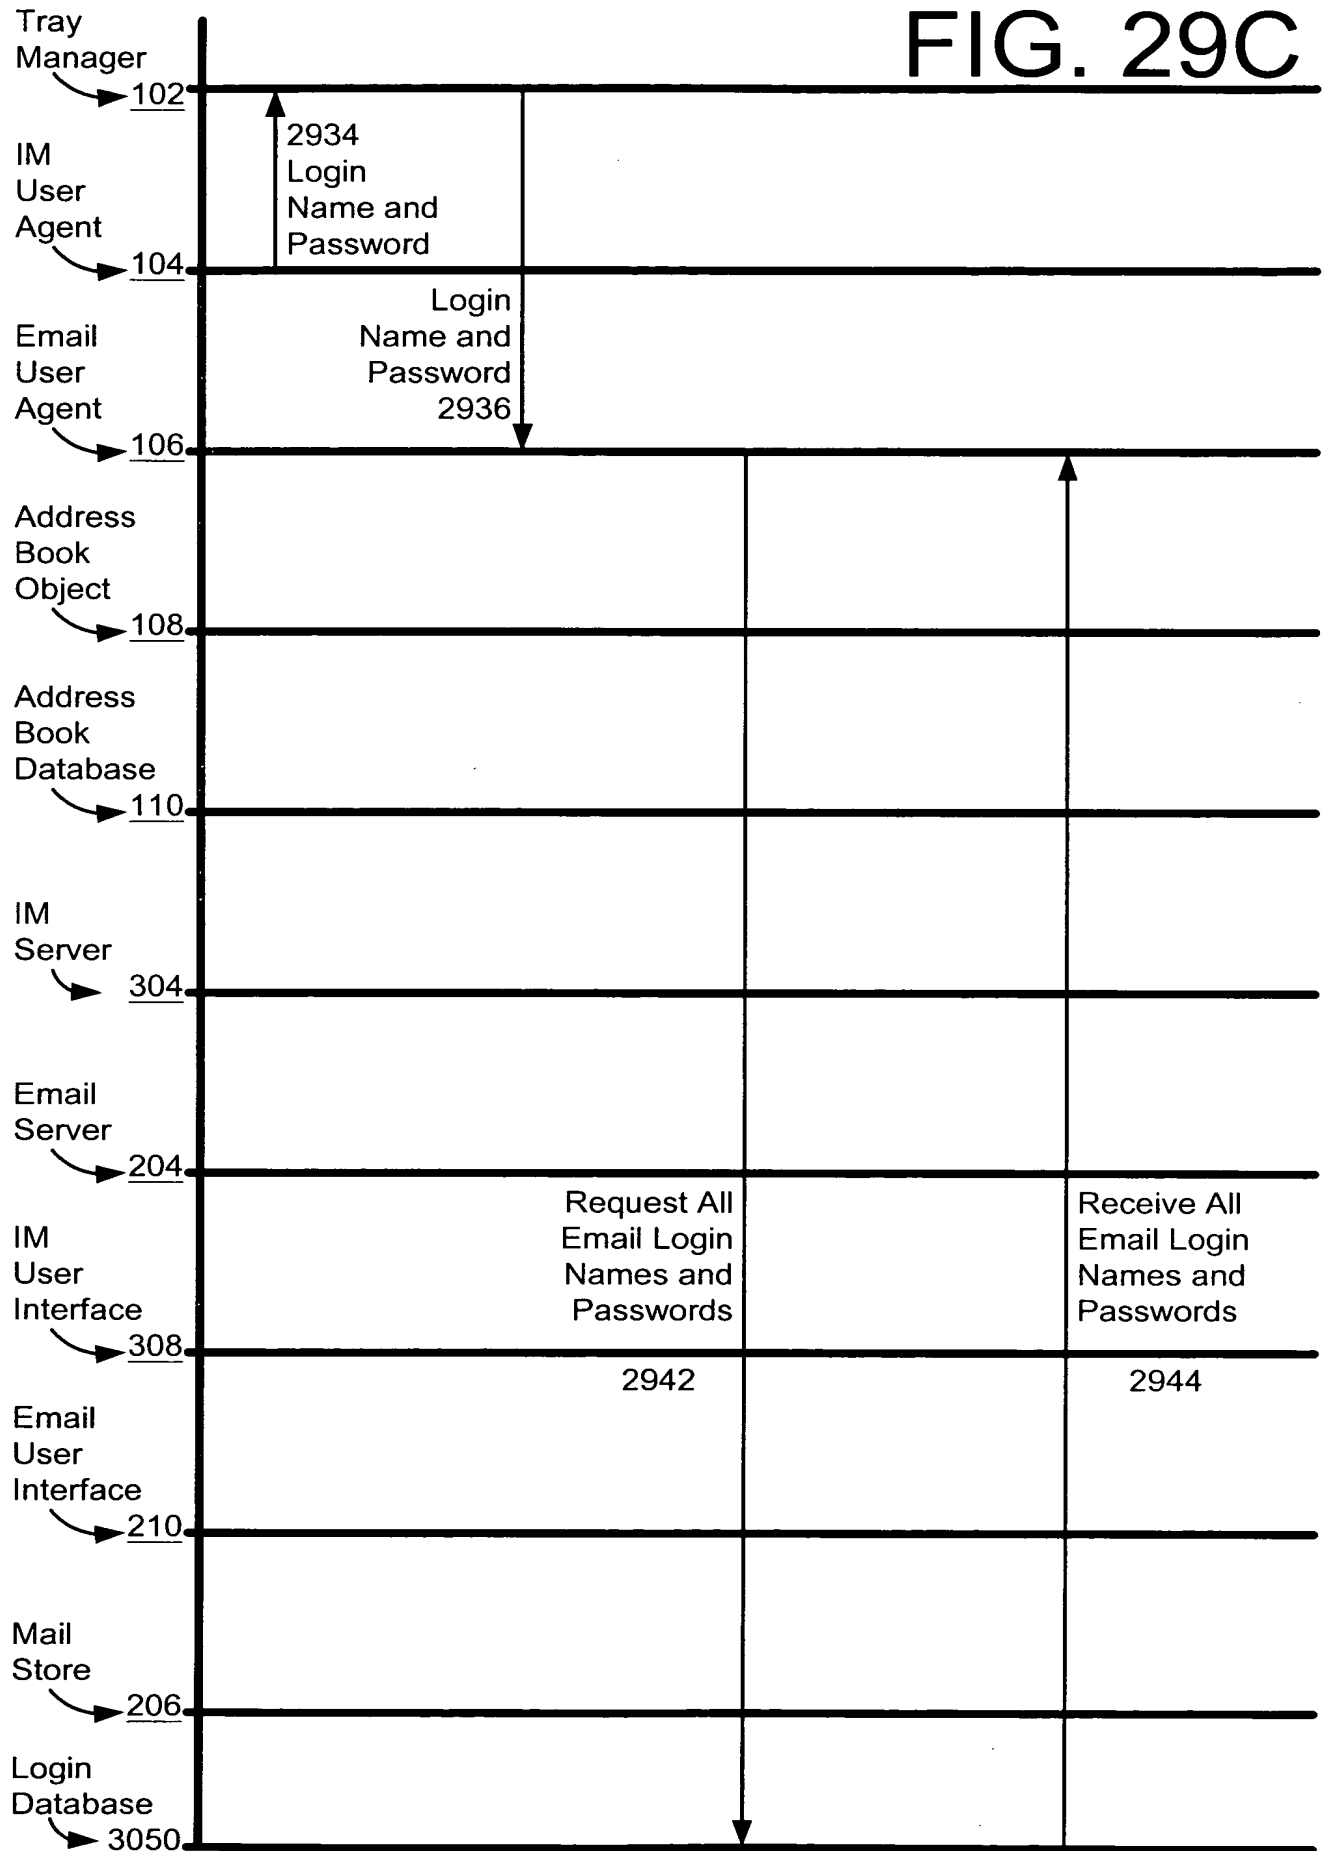 FIG. 29C
Tray
Manager
102
2934
Login
Name and
Password
IM
User
Agent
104
Login
Name and
Password
2936
Email
User
Agent
106
Address
Book
Object
108
Address
Book
Database
110
IM
Server
304
Email
Server
204
Request All
Email Login
Names and
Passwords
Receive All
Email Login
Names and
Passwords
IM
User
Interface
308
2942
2944
Email
User
Interface
210
Mail
Store
206
Login
Database
3050